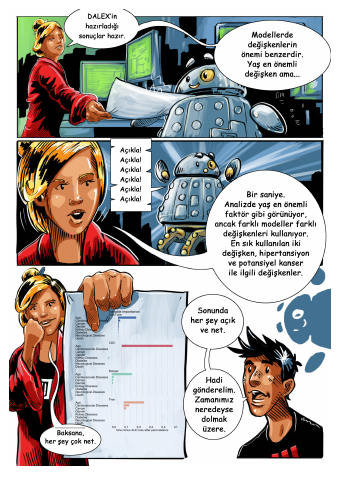 DALEX'in
hazırladığı
sonuçlar hazır.
Modellerde
değişkenlerin
önemi benzerdir.
Yaş en önemli
değişken ama...
Açıkla!
Açıkla!
Açıkla!
Açıkla!
Açıkla!
Açıkla!
Bir saniye.
Analizde yaş en önemli
faktör gibi görünüyor,
ancak farklı modeller farklı
değişkenleri kullanıyor.
En sık kullanılan iki
değişken, hipertansiyon
ve potansiyel kanser
ile ilgili değişkenler.
Sonunda
her şey açık
ve net.
Baksana,
her şey çok net.
Hadi
gönderelim.
Zamanımız
neredeyse
dolmak
üzere.